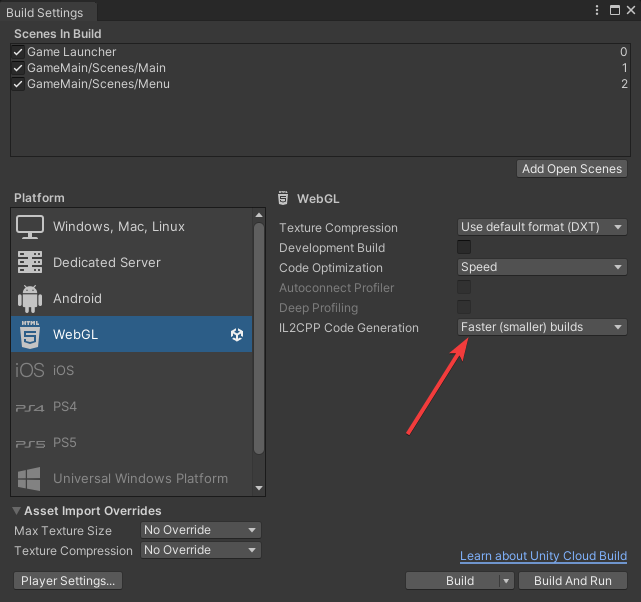 Build Settings
Scenes In Build
Game Launcher 0
GameMain/Scenes/Main 1
GameMain/Scenes/Menu 2
Add Open Scenes
Platform
Windows, Mac, Linux
Dedicated Server
Android
HTML
WebGL
iOS iOS
PS4 PS4
PS5 PS5
Universal Windows Platform
WebGL
Texture Compression Use default format (DXT)
Development Build
Code Optimization Speed
Autoconnect Profiler
Deep Profiling
IL2CPP Code Generation Faster (smaller) builds
Asset Import Overrides
Max Texture Size No Override
Texture Compression No Override
Learn about Unity Cloud Build
Player Settings...
Build
Build And Run